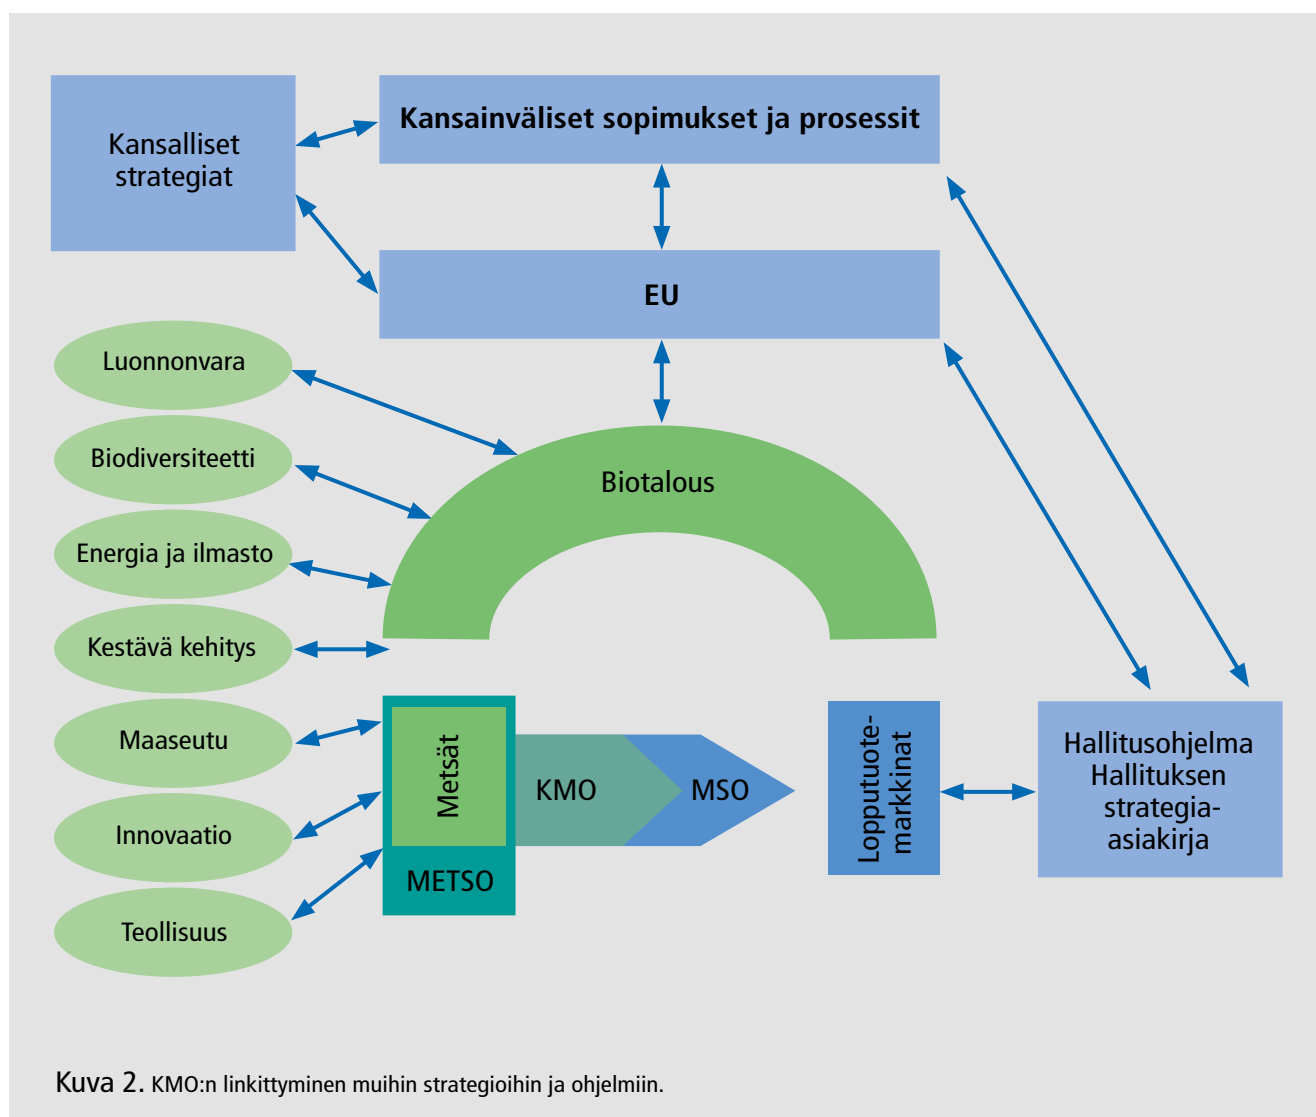 Kansalliset
strategiat
Kansainväliset sopimukset ja prosessit
EU
Luonnonvara
Biodiversiteetti
Energia ja ilmasto
Kestävä kehitys
Maaseutu
Innovaatio
Teollisuus
Biotalous
Metsät
METSO
KMO
MSO
Lopputuote-
markkinat
Hallitusohjelma
Hallituksen
strategia-
asiakirja
Kuva 2. KMO:n linkittyminen muihin strategioihin ja ohjelmiin.